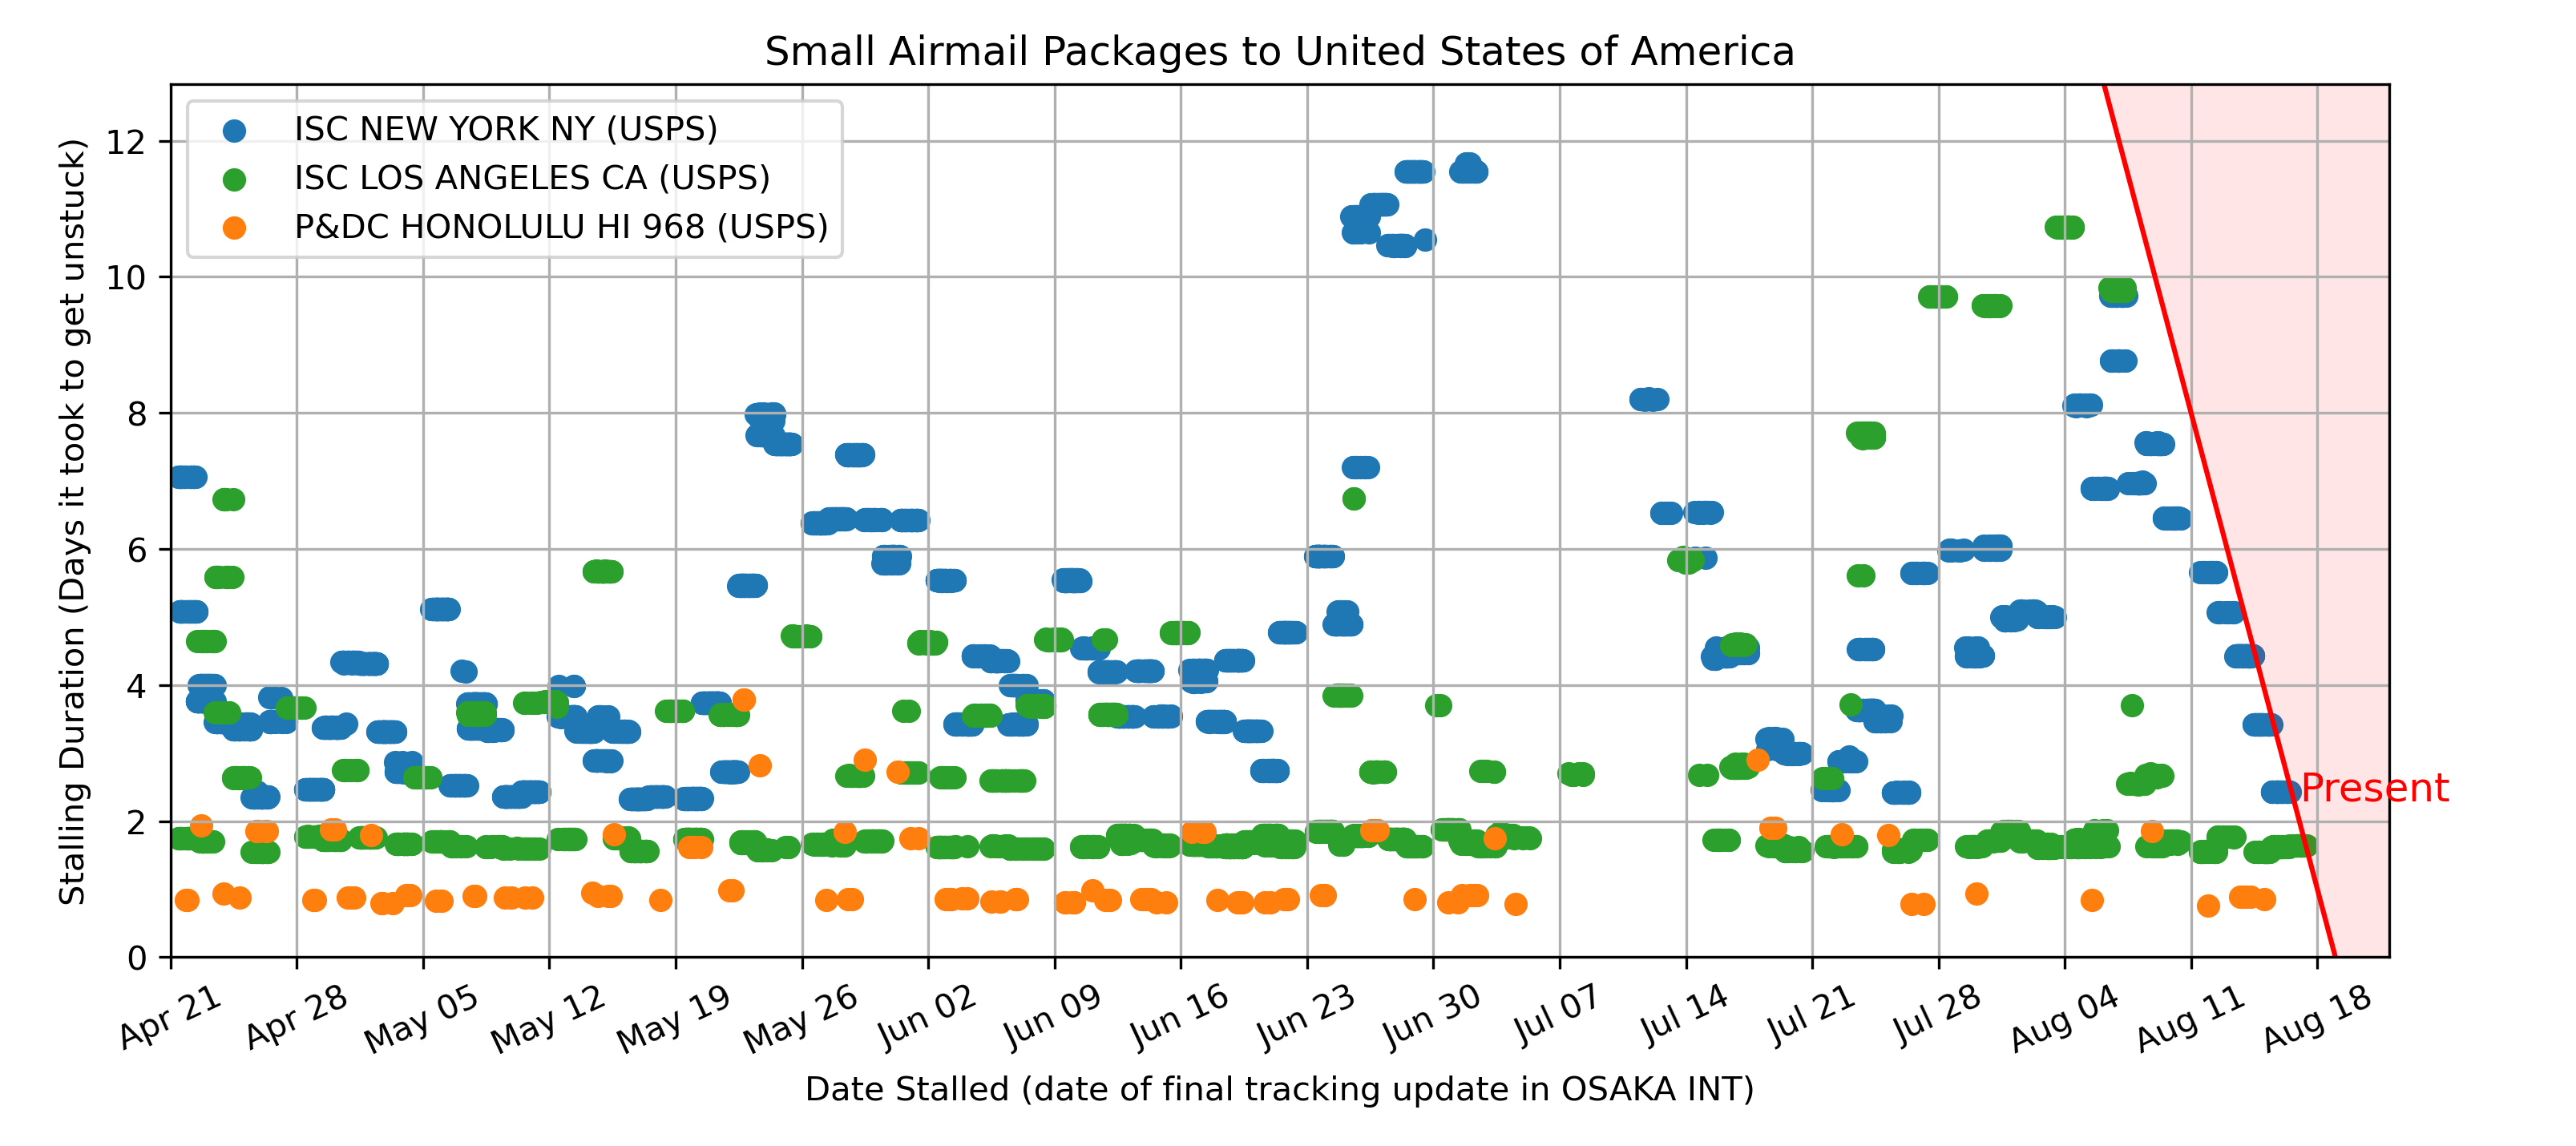 Small Airmail Packages to United States of America
ISC NEW YORK NY (USPS)
ISC LOS ANGELES CA (USPS)
P&DC HONOLULU HI 968 (USPS)
Stalling Duration (Days it took to get unstuck)
12
10
8
6
4
2
0
Present
Apr 21
Apr 28
May 05
May 12
May 19
May 26
Jun 02
Jun 09
Jun 16
Jun 23
Jun 30
Jul 07
Jul 14
Jul 21
Jul 28
Aug 04
Aug 11
Aug 18
Date Stalled (date of final tracking update in OSAKA INT)